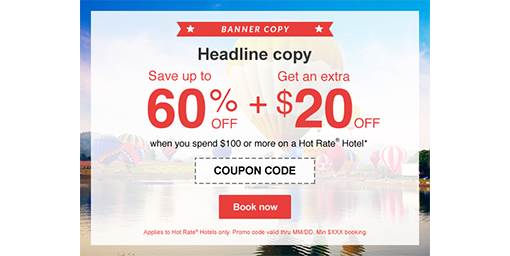 BANNER COPY
Headline copy
Save up to
60% OFF
+
Get an extra
$20 OFF
when you spend $100 or more on a Hot Rate® Hotel*
COUPON CODE
Book now
Applies to Hot Rate® Hotels only. Promo code valid thru MM/DD. Min $XXX booking.